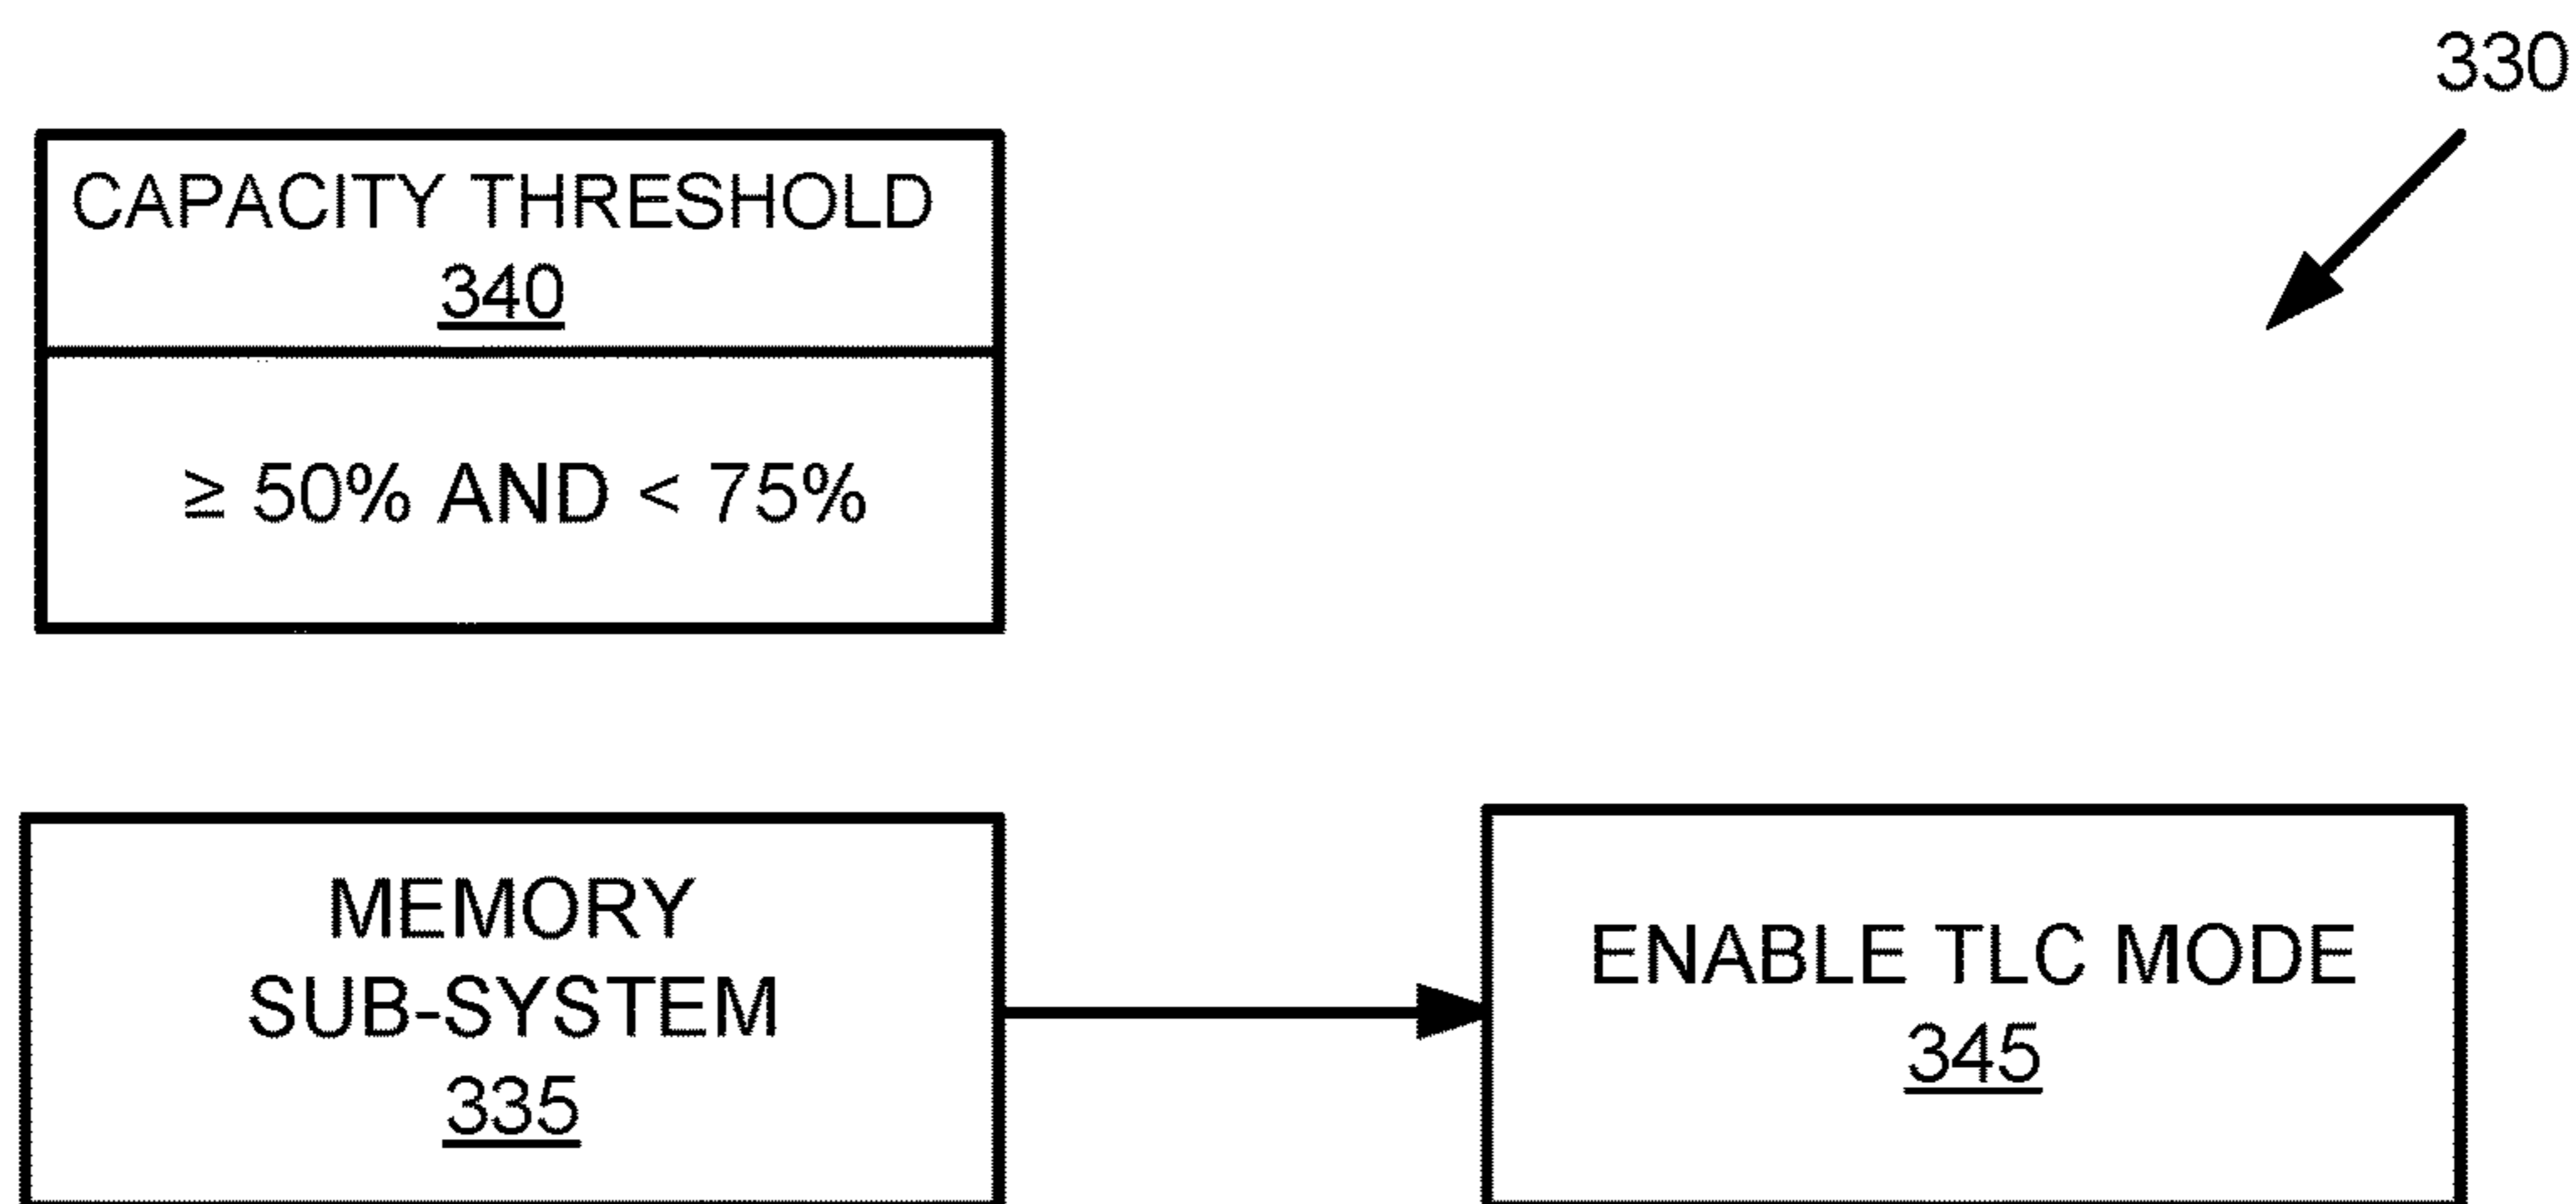 330
CAPACITY THRESHOLD
340
≥ 50% AND < 75%
MEMORY
SUB-SYSTEM
335
ENABLE TLC MODE
345